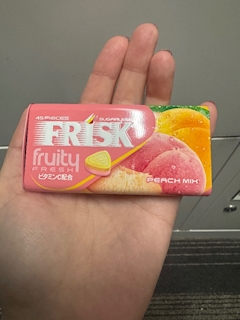 45 PIECES SUGARLESS
FRISK
fruity
FRESH
ビタミンC配合
PEACH MIX